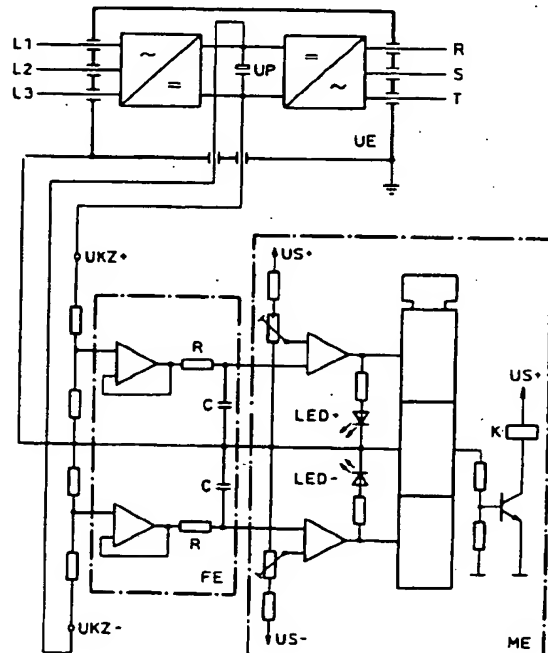 L1
L2
L3
~
=
UP
=
~
R
S
T
UE
UKZ+
US+
R
C
LED+
US+
K
C
LED-
R
FE
UKZ-
US-
ME